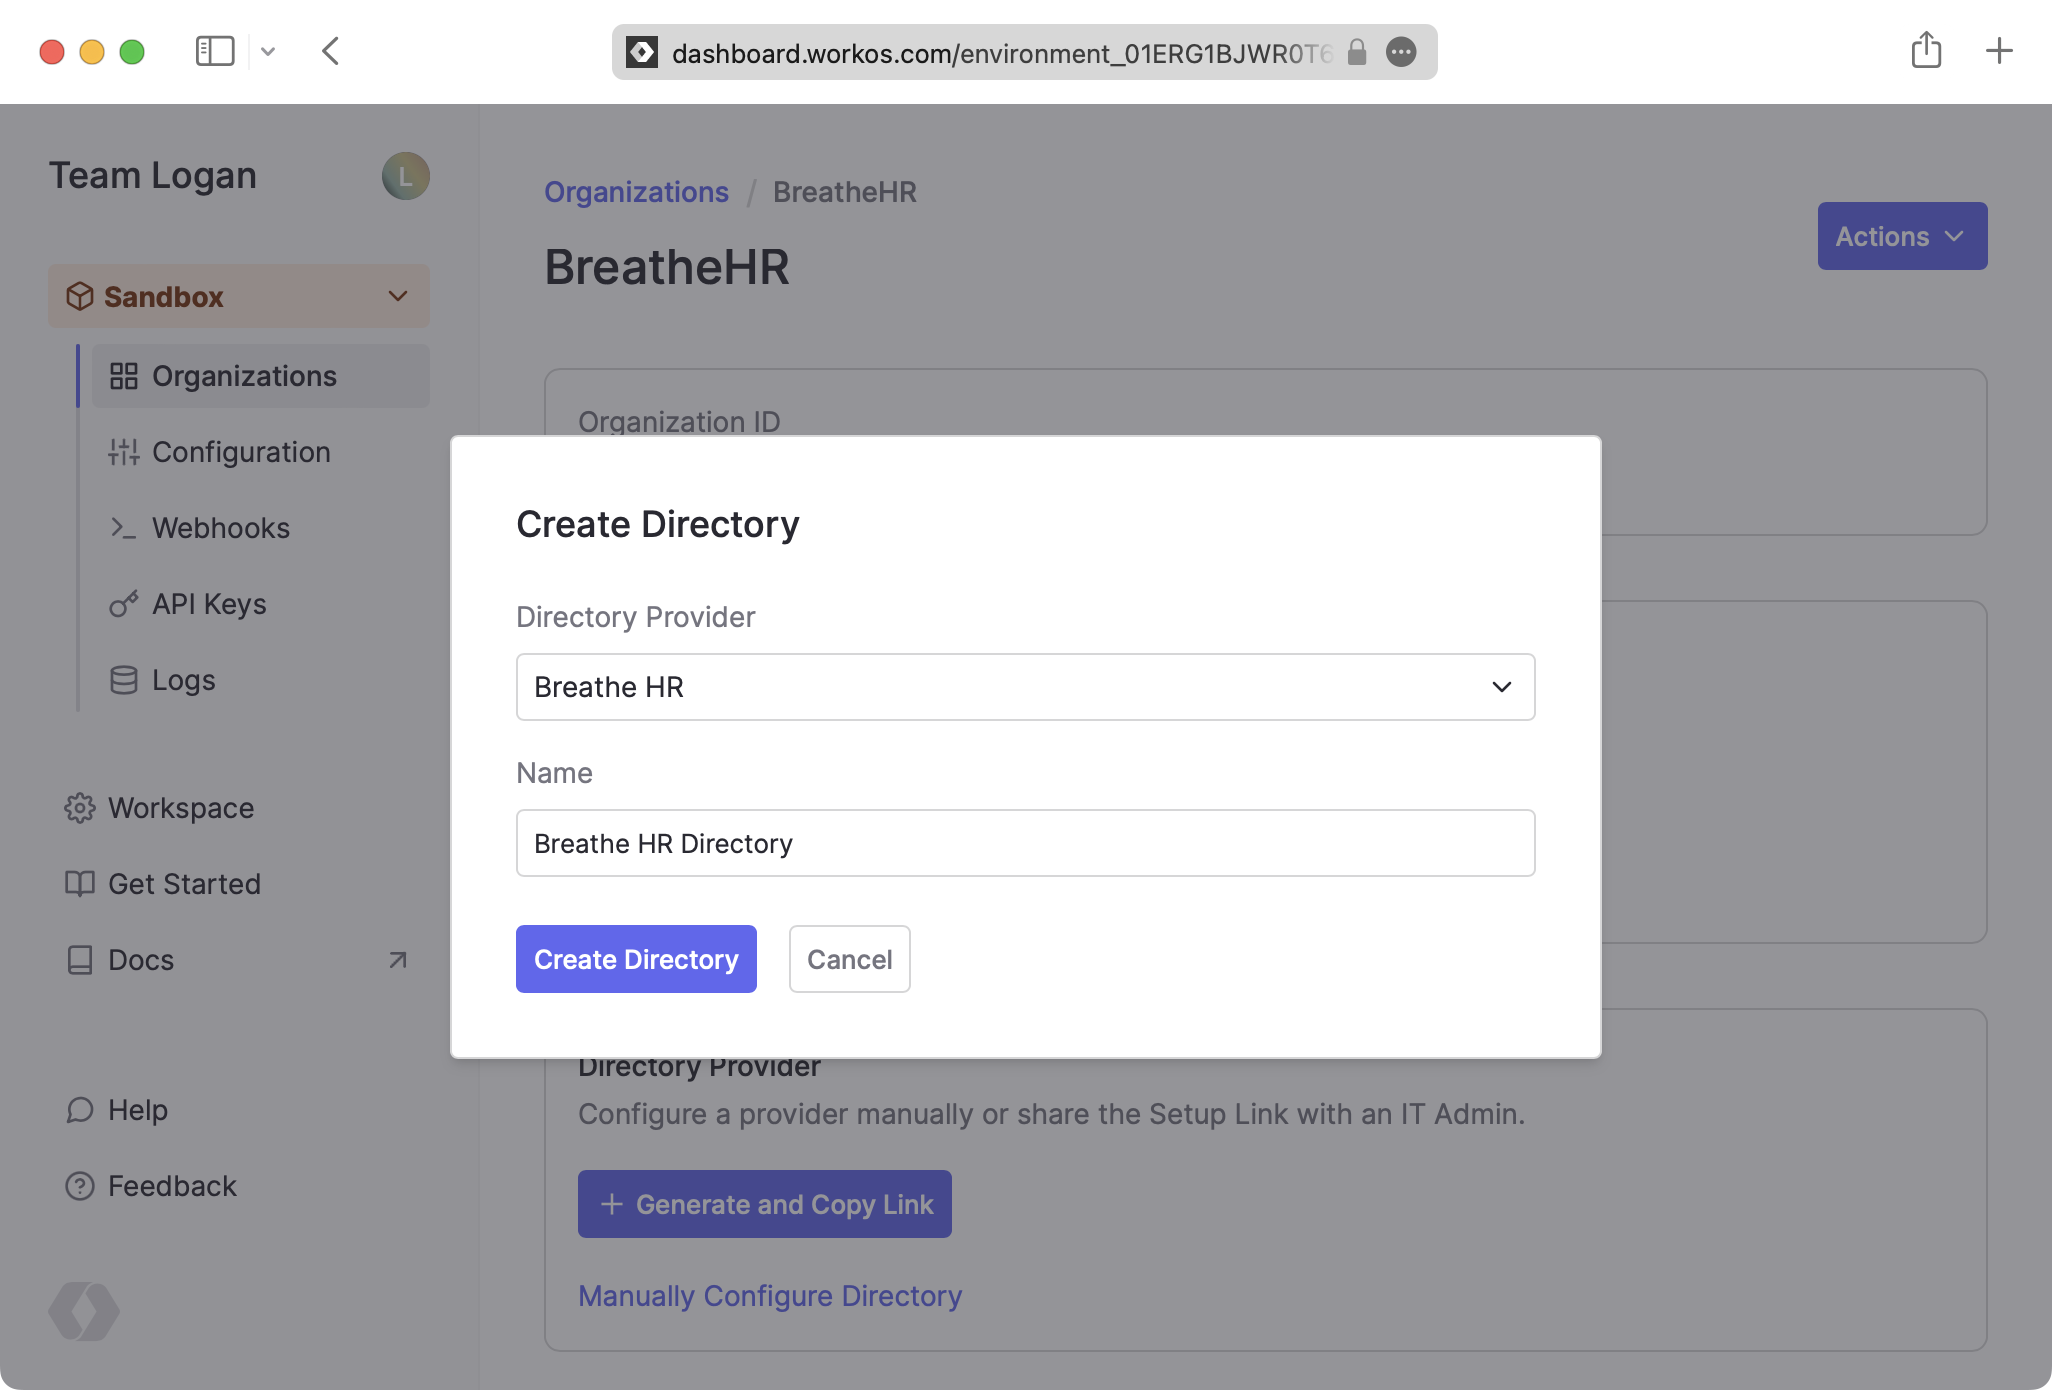 dashboard.workos.com/environment_01ERG1BJWR0T6
Team Logan
L
Sandbox
Organizations
Configuration
Webhooks
API Keys
Logs
Workspace
Get Started
Docs
Help
Feedback
Organizations / BreatheHR
BreatheHR
Actions
Organization ID
Create Directory
Directory Provider
Breathe HR
Name
Breathe HR Directory
Create Directory
Cancel
Directory Provider
Configure a provider manually or share the Setup Link with an IT Admin.
+ Generate and Copy Link
Manually Configure Directory